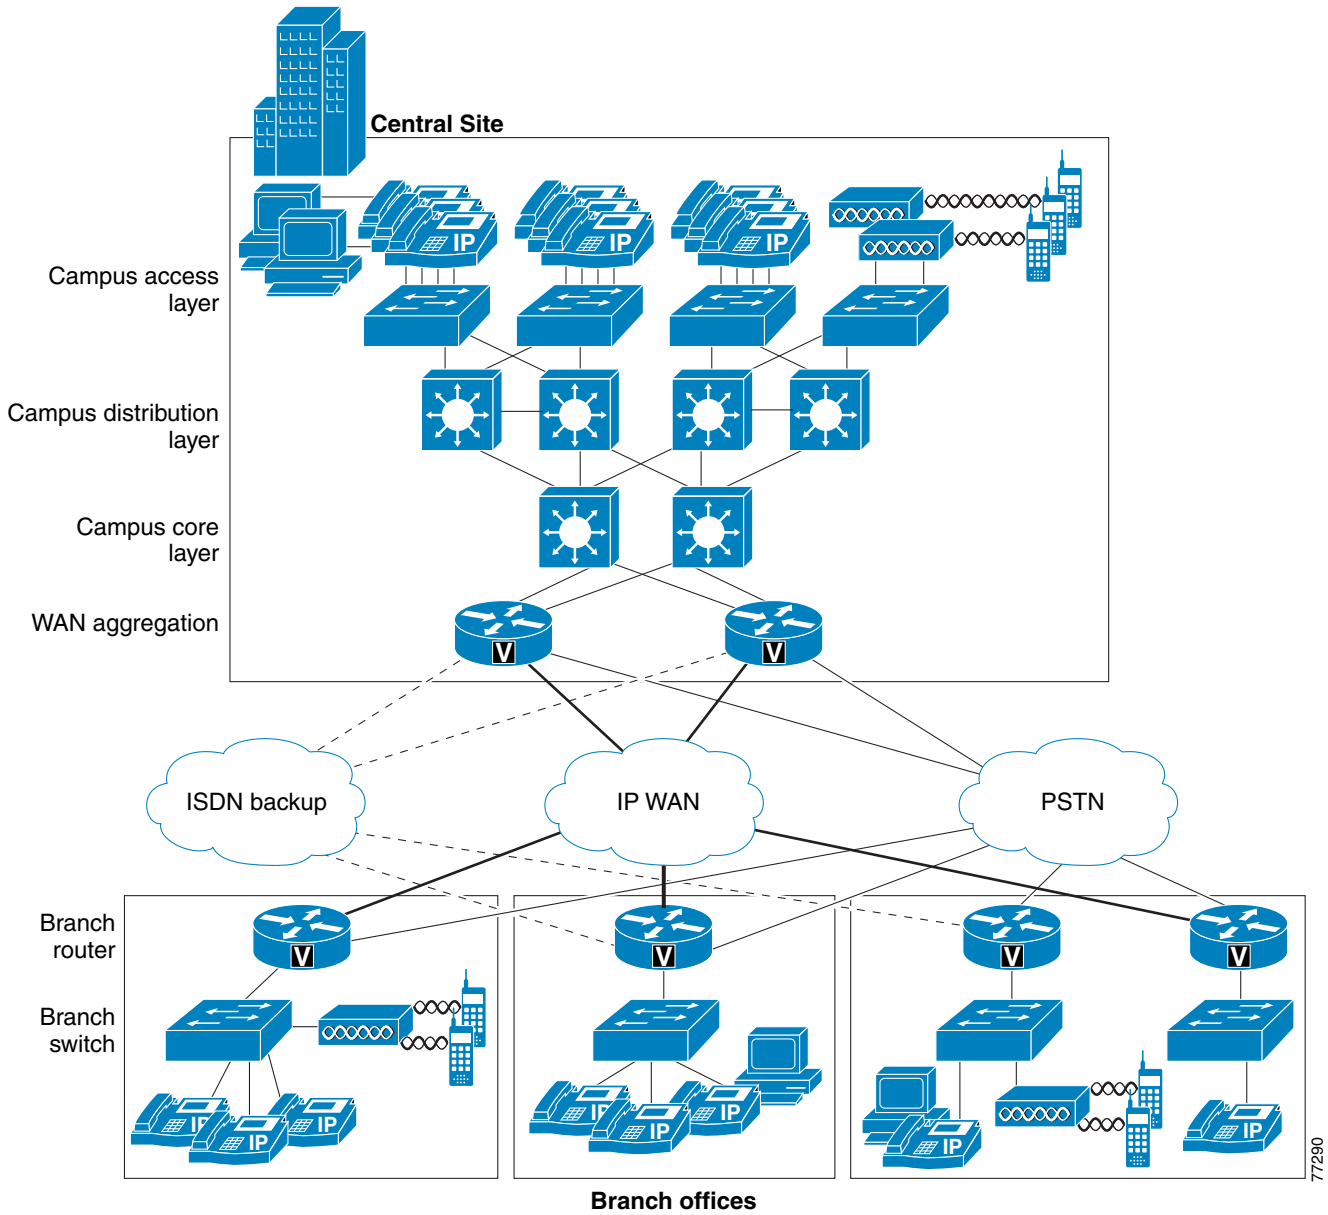 Central Site
IP
IP
IP
Campus access
layer
Campus distribution
layer
Campus core
layer
WAN aggregation
V
V
ISDN backup
IP WAN
PSTN
Branch
router
V
V
V
V
Branch
switch
IP
IP
IP
IP
IP
IP
IP
IP
Branch offices
77290